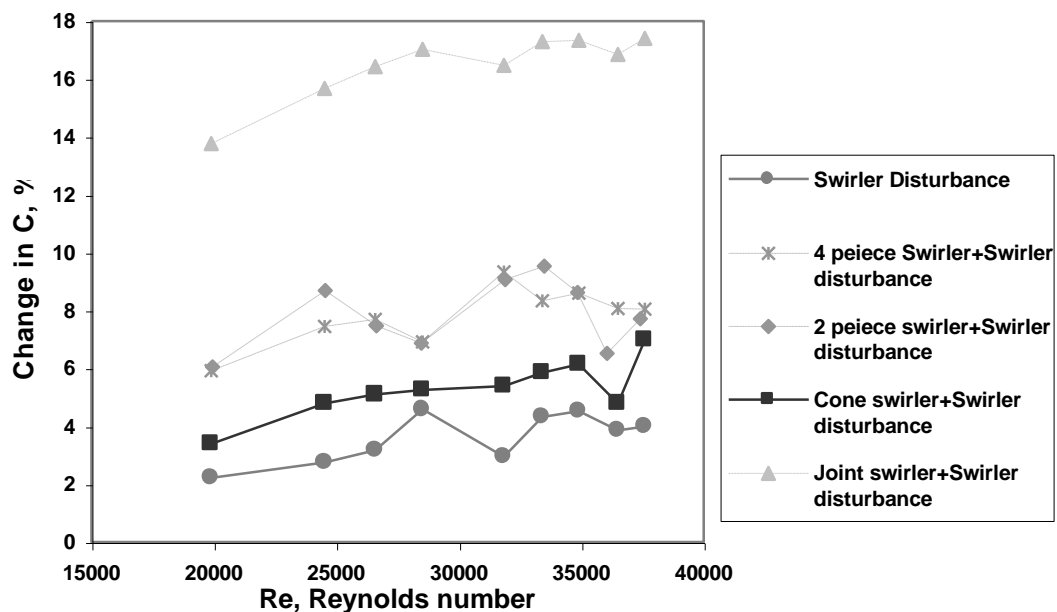 18
16
14
12
10
8
6
4
2
0
Change in C, %
15000 20000 25000 30000 35000 40000
Re, Reynolds number
Swirler Disturbance
4 peiece Swirler+Swirler
disturbance
2 peiece swirler+Swirler
disturbance
Cone swirler+Swirler
disturbance
Joint swirler+Swirler
disturbance